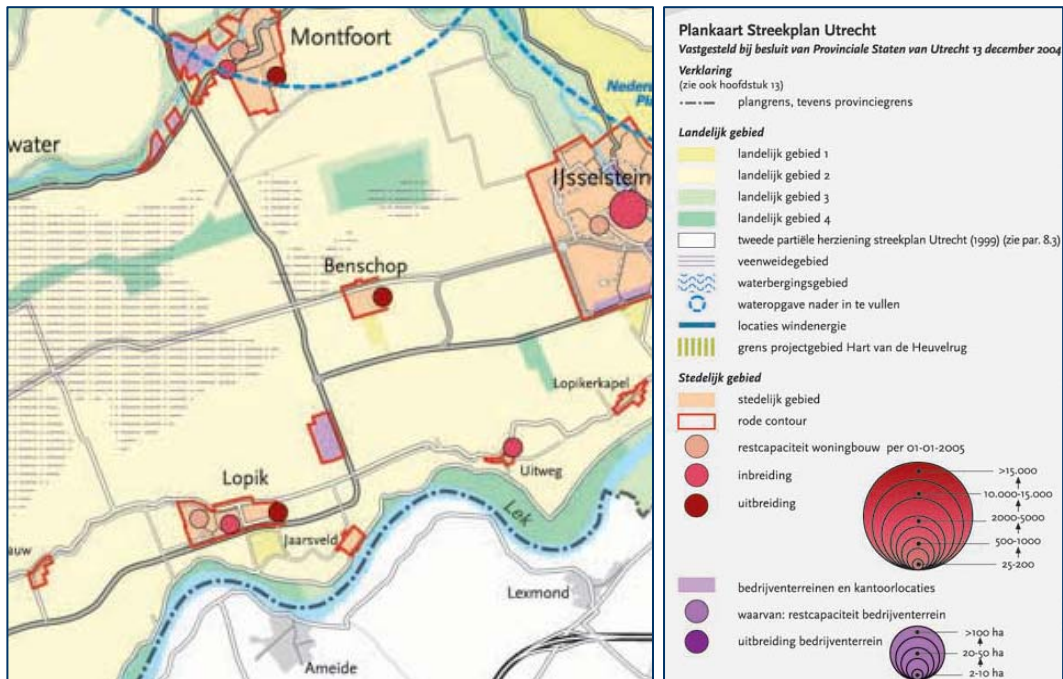 Montfoort
water
Neder
Pla
IJsselstein
Benschop
Lopikerkapel
Uitweg
Lopik
Jaarsveld
Lek
auw
Lexmond
Ameide
Plankaart Streekplan Utrecht
Vastgesteld bij besluit van Provinciale Staten van Utrecht 13 december 2004
Verklaring
(zie ook hoofdstuk 13)
plangrens, tevens provinciegrens
Landelijk gebied
landelijk gebied 1
landelijk gebied 2
landelijk gebied 3
landelijk gebied 4
tweede partiële herziening streekplan Utrecht (1999) (zie par. 8.3)
veenweidegebied
waterbergingsgebied
wateropgave nader in te vullen
locaties windenergie
grens projectgebied Hart van de Heuvelrug
Stedelijk gebied
stedelijk gebied
rode contour
restcapaciteit woningbouw per 01-01-2005
inbreiding
uitbreiding
>15.000
10.000-15.000
2000-5000
500-1000
25-200
bedrijventerreinen en kantoorlocaties
waarvan: restcapaciteit bedrijventerrein
uitbreiding bedrijventerrein
>100 ha
20-50 ha
2-10 ha